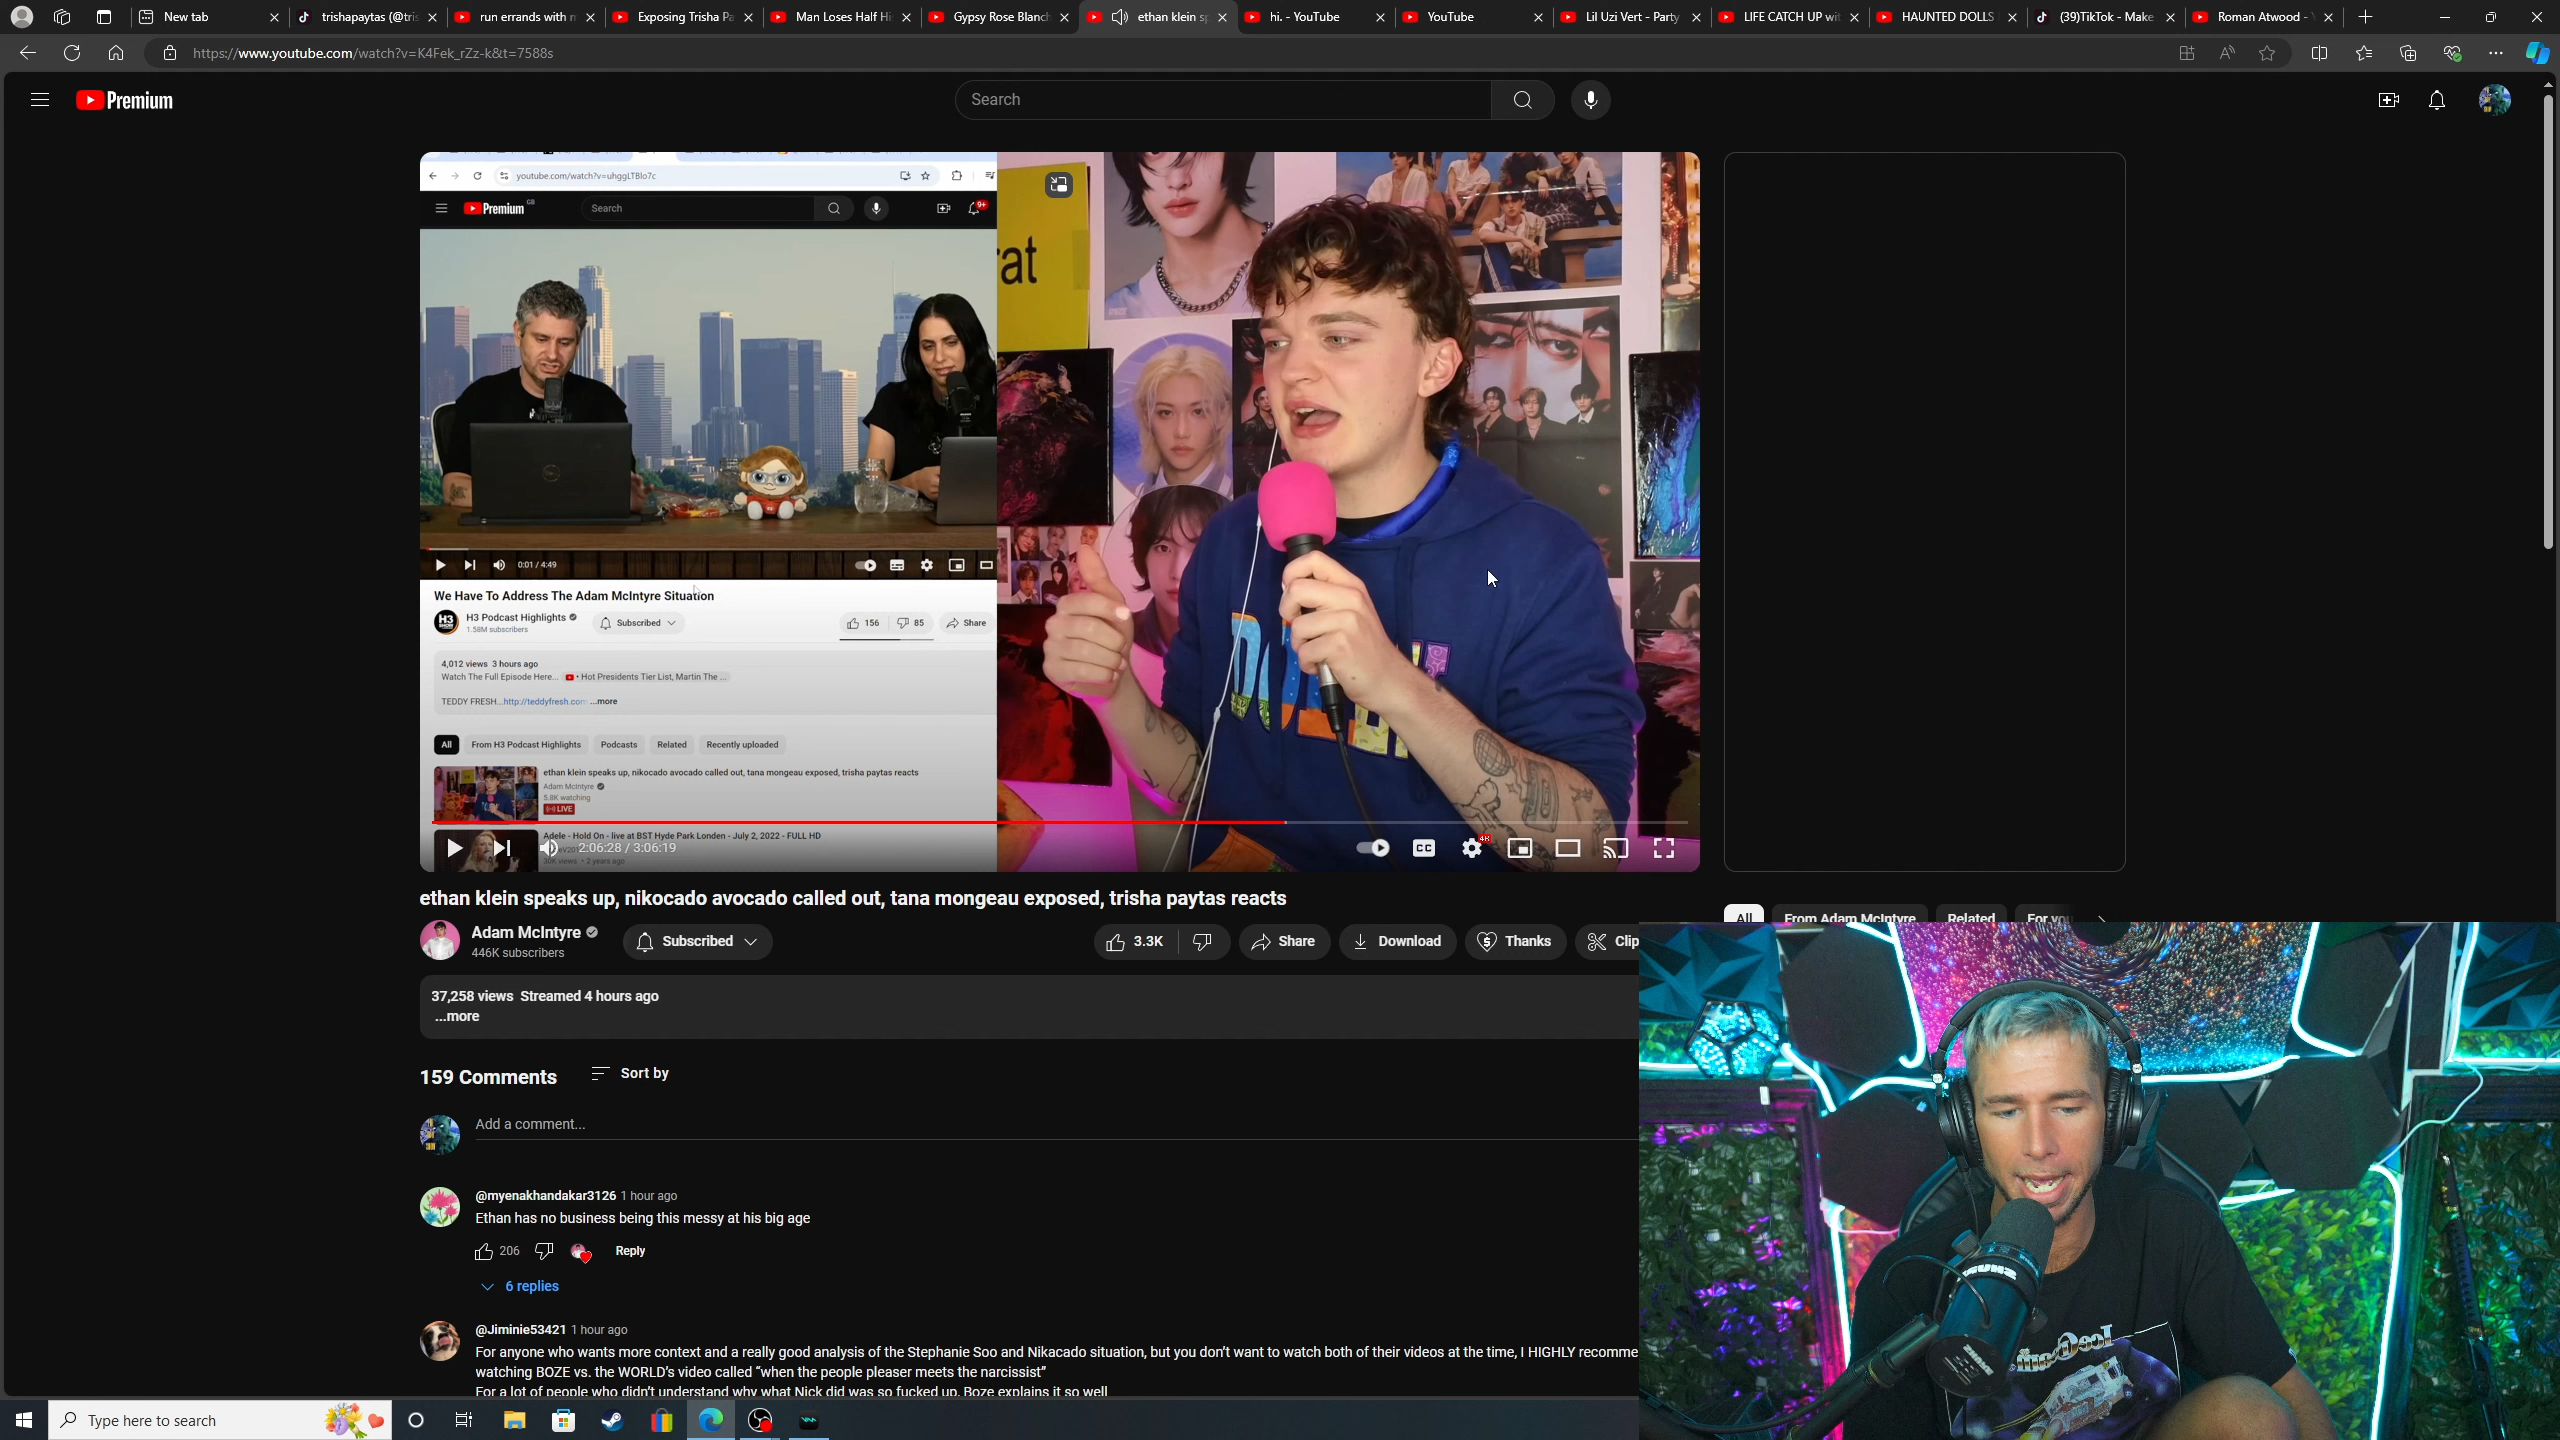 New tab
trishapaytas (@tris
run errands with m
Exposing Trisha Pa
Man Loses Half Hi
Gypsy Rose Blanch
ethan klein sp
hi. - YouTube
YouTube
Lil Uzi Vert - Party
LIFE CATCH UP wit
HAUNTED DOLLS
(39)TikTok - Make
Roman Atwood - Y
https://www.youtube.com/watch?v=K4Fek_rZz-k&t=7588s
Premium
Search
youtube.com/watch?v=uhggLTBlo7c
Premium GB
Search
9+
0:01 / 4:49
We Have To Address The Adam McIntyre Situation
H3 Podcast Highlights
1.58M subscribers
Subscribed
156
85
Share
4,012 views 3 hours ago
Watch The Full Episode Here... • Hot Presidents Tier List, Martin The ...
TEDDY FRESH...http://teddyfresh.com ...more
All
From H3 Podcast Highlights
Podcasts
Related
Recently uploaded
ethan klein speaks up, nikocado avocado called out, tana mongeau exposed, trisha paytas reacts
Adam McIntyre
5.8K watching
LIVE
Adele - Hold On - live at BST Hyde Park London - July 2, 2022 - FULL HD
30K views • 2 years ago
at
2:06:28 / 3:06:19
CC
4K
ethan klein speaks up, nikocado avocado called out, tana mongeau exposed, trisha paytas reacts
Adam McIntyre
446K subscribers
Subscribed
3.3K
Share
Download
Thanks
Clip
All
From Adam McIntyre
Related
For you
37,258 views Streamed 4 hours ago
...more
159 Comments
Sort by
Add a comment...
@myenakhandakar3126 1 hour ago
Ethan has no business being this messy at his big age
206
Reply
6 replies
@Jiminie53421 1 hour ago
For anyone who wants more context and a really good analysis of the Stephanie Soo and Nikacado situation, but you don't want to watch both of their videos at the time, I HIGHLY recomme
watching BOZE vs. the WORLD's video called "when the people pleaser meets the narcissist"
For a lot of people who didn't understand why what Nick did was so fucked up, Boze explains it so well
Type here to search